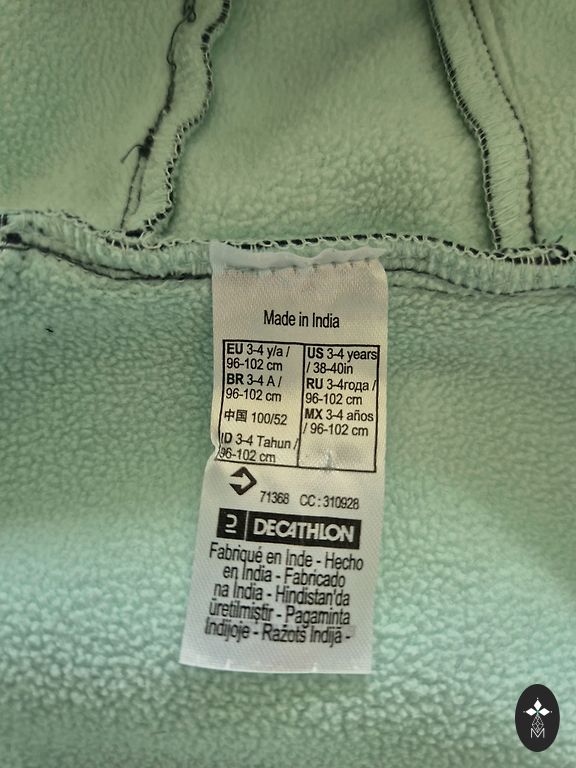 Made in India
EU 3-4 y/a /
96-102 cm
BR 3-4 A /
96-102 cm
中国 100/52
ID 3-4 Tahun /
96-102 cm
US 3-4 years
/ 38-40in
RU 3-4года /
96-102 cm
MX 3-4 años
/ 96-102 cm
71368 CC : 310928
DECATHLON
Fabriqué en Inde - Hecho
en India - Fabricado
na India - Hindistan'da
üretilmiştir - Pagaminta
Indijoje - Ražots Indijā -
M